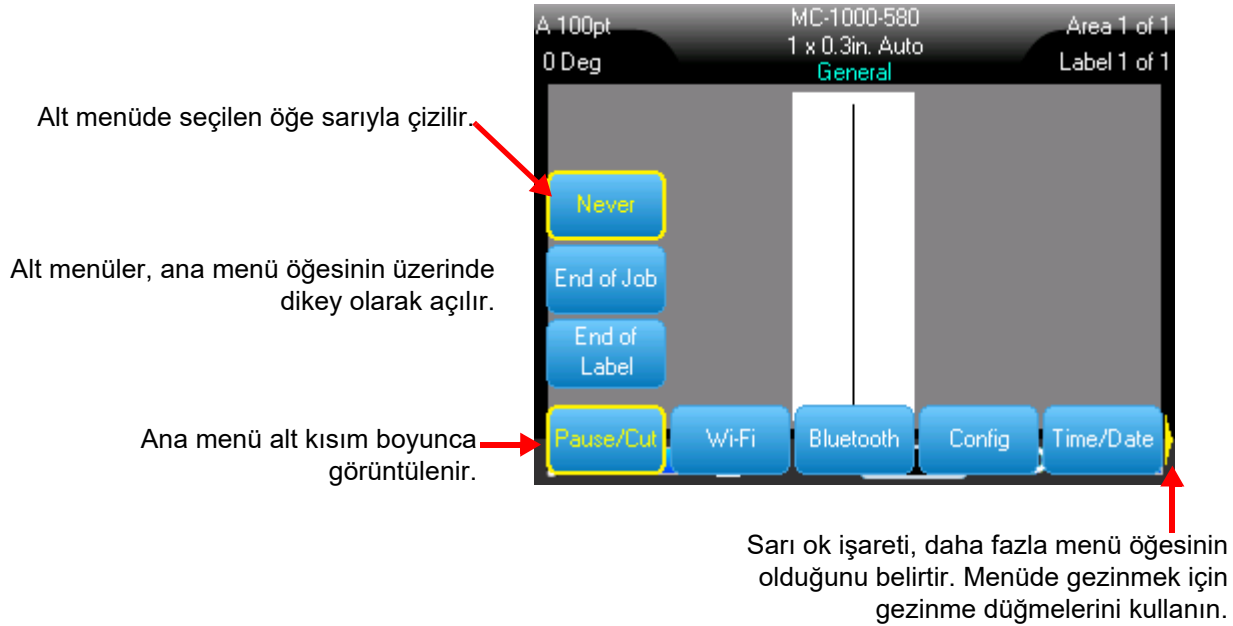 A 100pt
0 Deg
MC-1000-580
1 x 0.3in. Auto
General
Area 1 of 1
Label 1 of 1
Alt menüde seçilen öğe sarıyla çizilir.
Never
Alt menüler, ana menü öğesinin üzerinde
dikey olarak açılır.
End of Job
End of
Label
Ana menü alt kısım boyunca
görüntülenir.
Pause/Cut
Wi-Fi
Bluetooth
Config
Time/Date
Sarı ok işareti, daha fazla menü öğesinin
olduğunu belirtir. Menüde gezinmek için
gezinme düğmelerini kullanın.